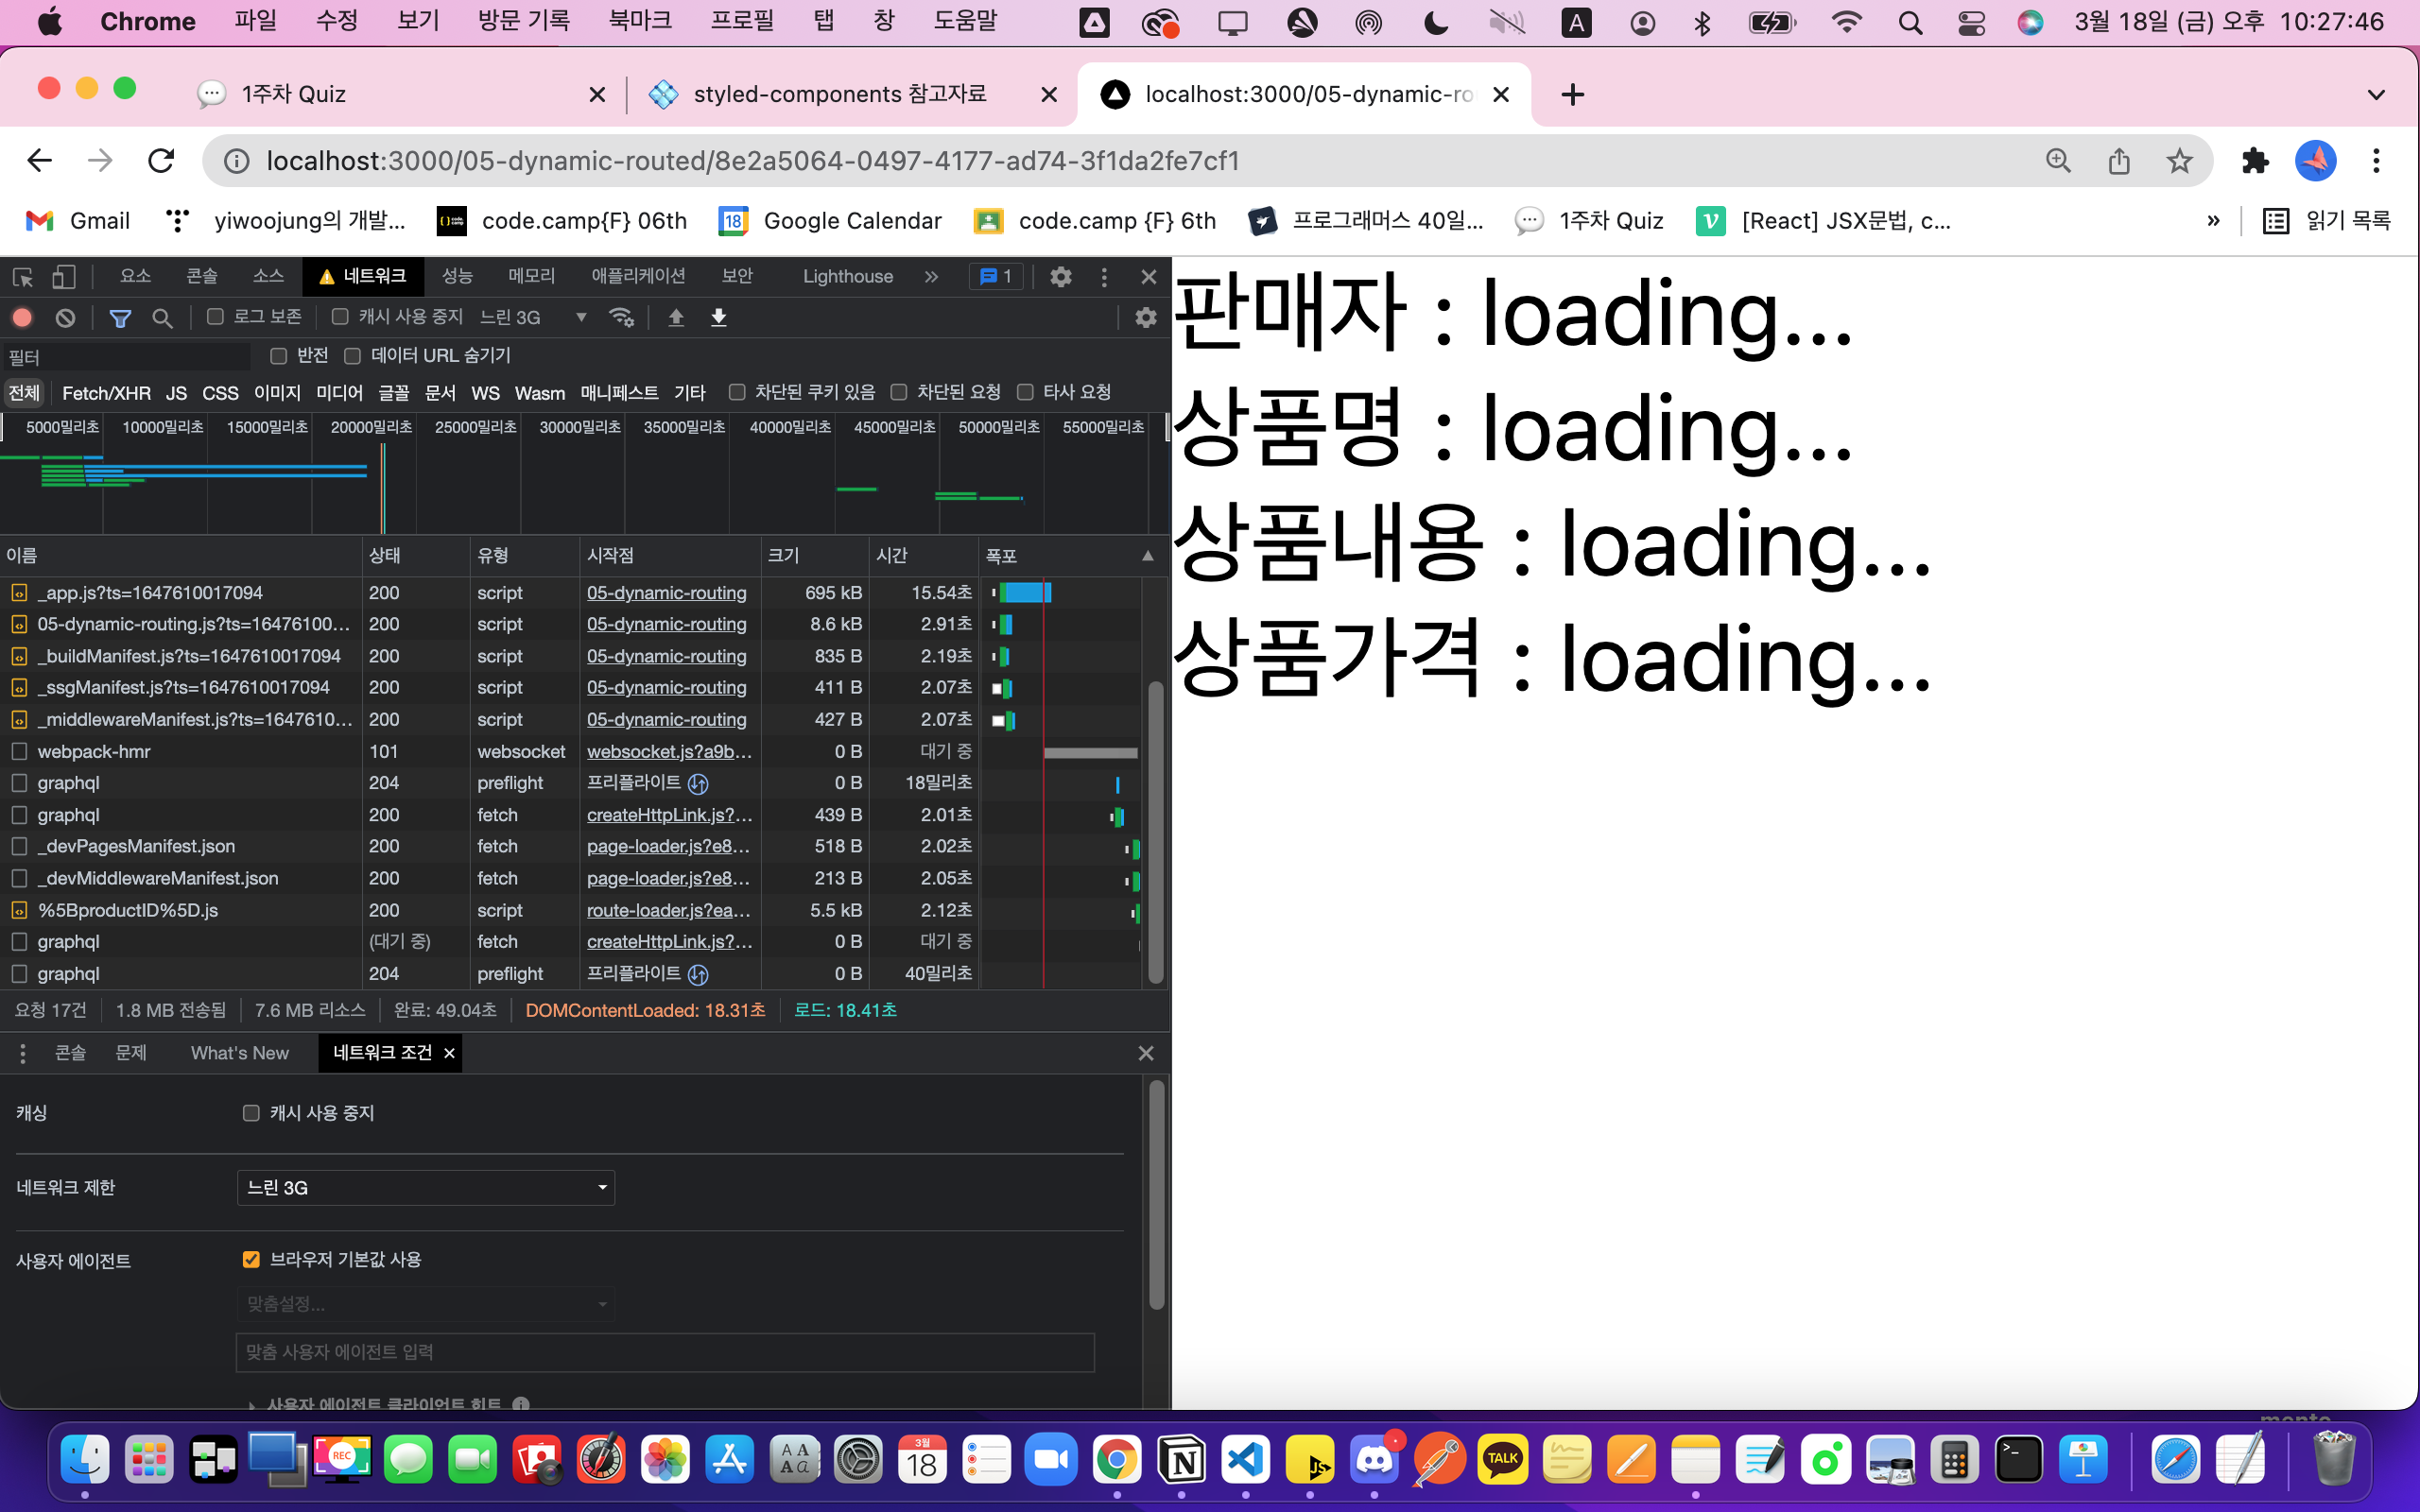 Chrome 파일 수정 보기 방문 기록 북마크 프로필 탭 창 도움말 A 3월 18일 (금) 오후 10:27:46
1주차 Quiz styled-components 참고자료 localhost:3000/05-dynamic-ro
localhost:3000/05-dynamic-routed/8e2a5064-0497-4177-ad74-3f1da2fe7cf1
Gmail yiwoojung의 개발... code.camp{F} 06th 18 Google Calendar code.camp {F} 6th 프로그래머스 40일... 1주차 Quiz [React] JSX문법, c... » 읽기 목록
요소 콘솔 소스 네트워크 성능 메모리 애플리케이션 보안 Lighthouse » 1
로그 보존 캐시 사용 중지 느린 3G
필터 반전 데이터 URL 숨기기
전체 Fetch/XHR JS CSS 이미지 미디어 글꼴 문서 WS Wasm 매니페스트 기타 차단된 쿠키 있음 차단된 요청 타사 요청
5000밀리초 10000밀리초 15000밀리초 20000밀리초 25000밀리초 30000밀리초 35000밀리초 40000밀리초 45000밀리초 50000밀리초 55000밀리초
이름 상태 유형 시작점 크기 시간 폭포
_app.js?ts=1647610017094 200 script 05-dynamic-routing 695 kB 15.54초
05-dynamic-routing.js?ts=16476100... 200 script 05-dynamic-routing 8.6 kB 2.91초
_buildManifest.js?ts=1647610017094 200 script 05-dynamic-routing 835 B 2.19초
_ssgManifest.js?ts=1647610017094 200 script 05-dynamic-routing 411 B 2.07초
_middlewareManifest.js?ts=1647610... 200 script 05-dynamic-routing 427 B 2.07초
webpack-hmr 101 websocket websocket.js?a9b... 0 B 대기 중
graphql 204 preflight 프리플라이트 0 B 18밀리초
graphql 200 fetch createHttpLink.js?... 439 B 2.01초
_devPagesManifest.json 200 fetch page-loader.js?e8... 518 B 2.02초
_devMiddlewareManifest.json 200 fetch page-loader.js?e8... 213 B 2.05초
%5BproductID%5D.js 200 script route-loader.js?ea... 5.5 kB 2.12초
graphql (대기 중) fetch createHttpLink.js?... 0 B 대기 중
graphql 204 preflight 프리플라이트 0 B 40밀리초
요청 17건 1.8 MB 전송됨 7.6 MB 리소스 완료: 49.04초 DOMContentLoaded: 18.31초 로드: 18.41초
콘솔 문제 What's New 네트워크 조건
캐싱 캐시 사용 중지
네트워크 제한 느린 3G
사용자 에이전트 브라우저 기본값 사용
맞춤설정...
맞춤 사용자 에이전트 입력
사용자 에이전트 클라이언트 힌트
판매자 : loading...
상품명 : loading...
상품내용 : loading...
상품가격 : loading...
REC
3월
18
JS
TALK